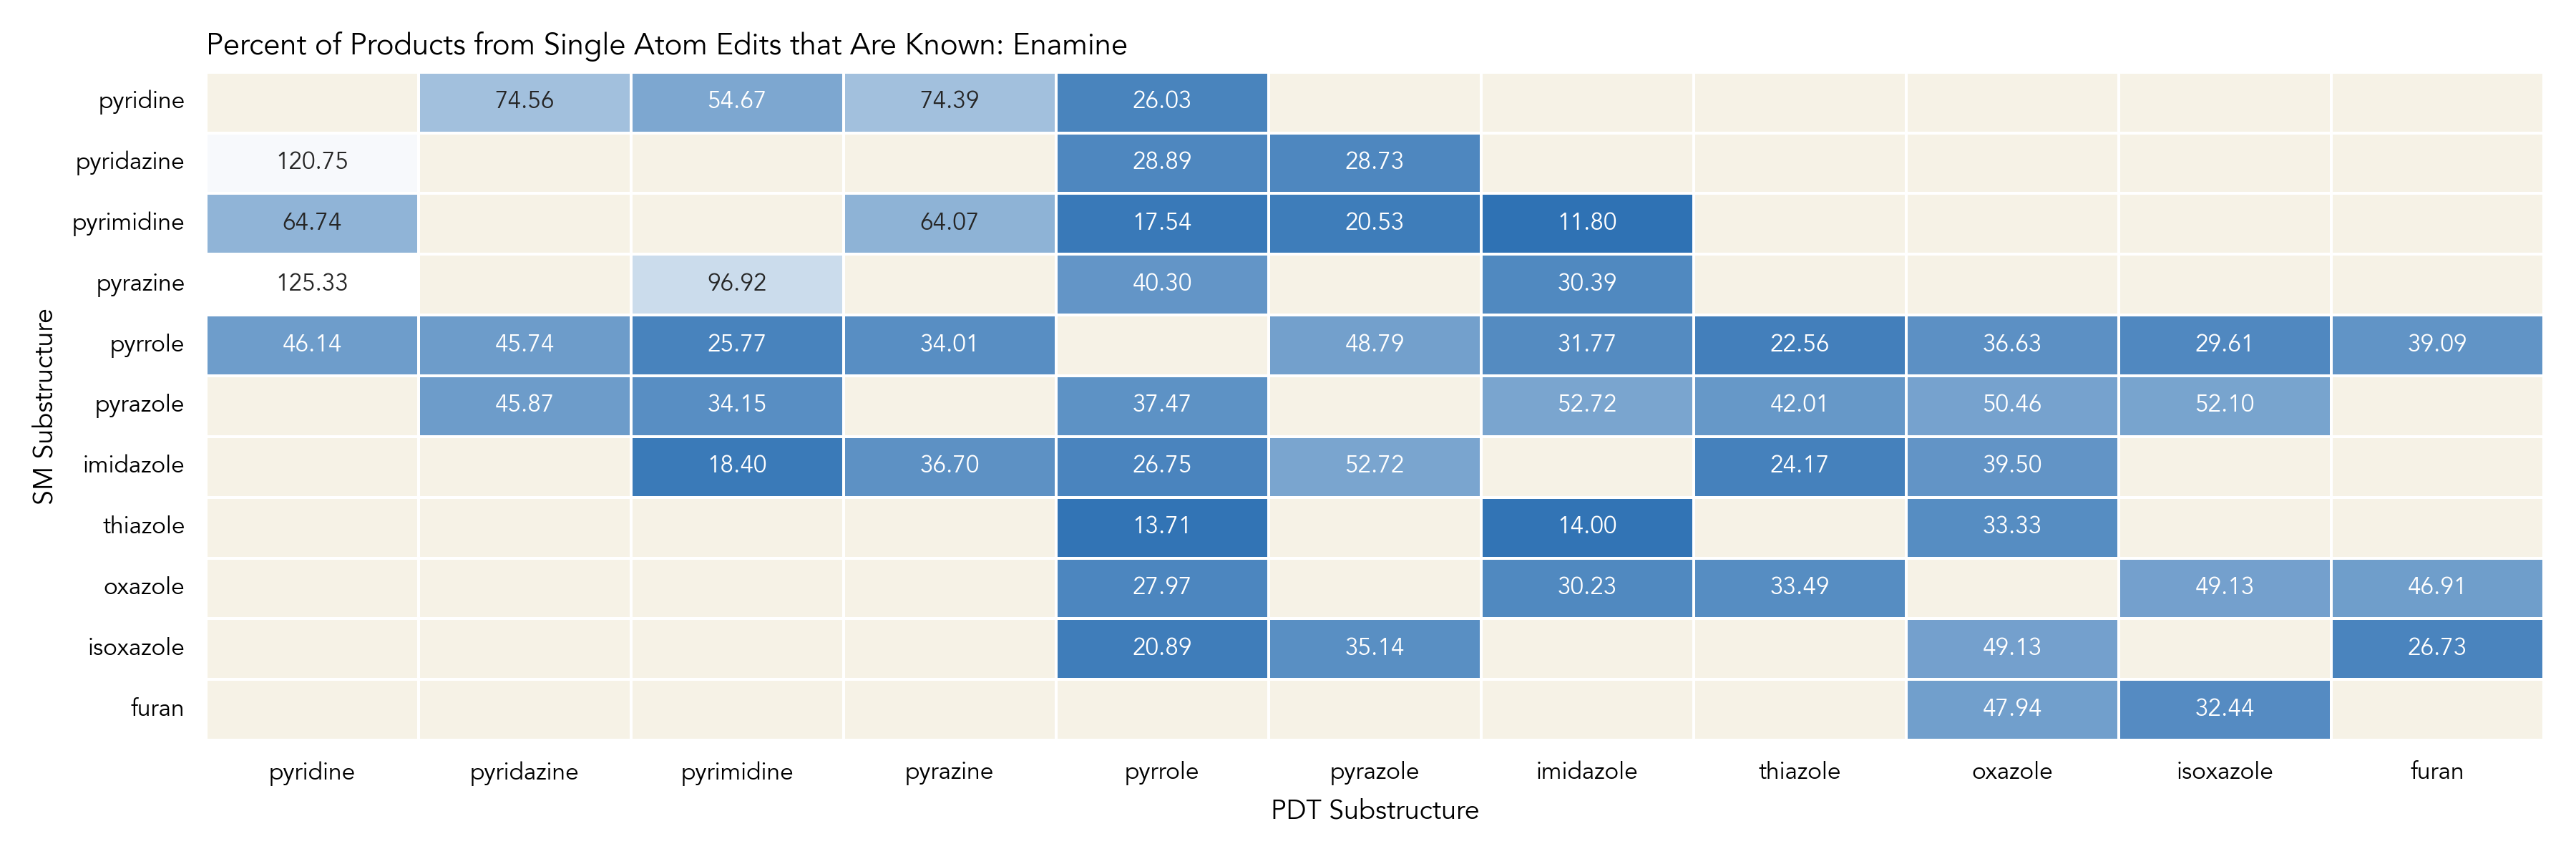 Percent of Products from Single Atom Edits that Are Known: Enamine
pyridine 74.56 54.67 74.39 26.03
pyridazine 120.75 28.89 28.73
pyrimidine 64.74 64.07 17.54 20.53 11.80
pyrazine 125.33 96.92 40.30 30.39
pyrrole 46.14 45.74 25.77 34.01 48.79 31.77 22.56 36.63 29.61 39.09
pyrazole 45.87 34.15 37.47 52.72 42.01 50.46 52.10
imidazole 18.40 36.70 26.75 52.72 24.17 39.50
thiazole 13.71 14.00 33.33
oxazole 27.97 30.23 33.49 49.13 46.91
isoxazole 20.89 35.14 49.13 26.73
furan 47.94 32.44
SM Substructure
pyridine pyridazine pyrimidine pyrazine pyrrole pyrazole imidazole thiazole oxazole isoxazole furan
PDT Substructure